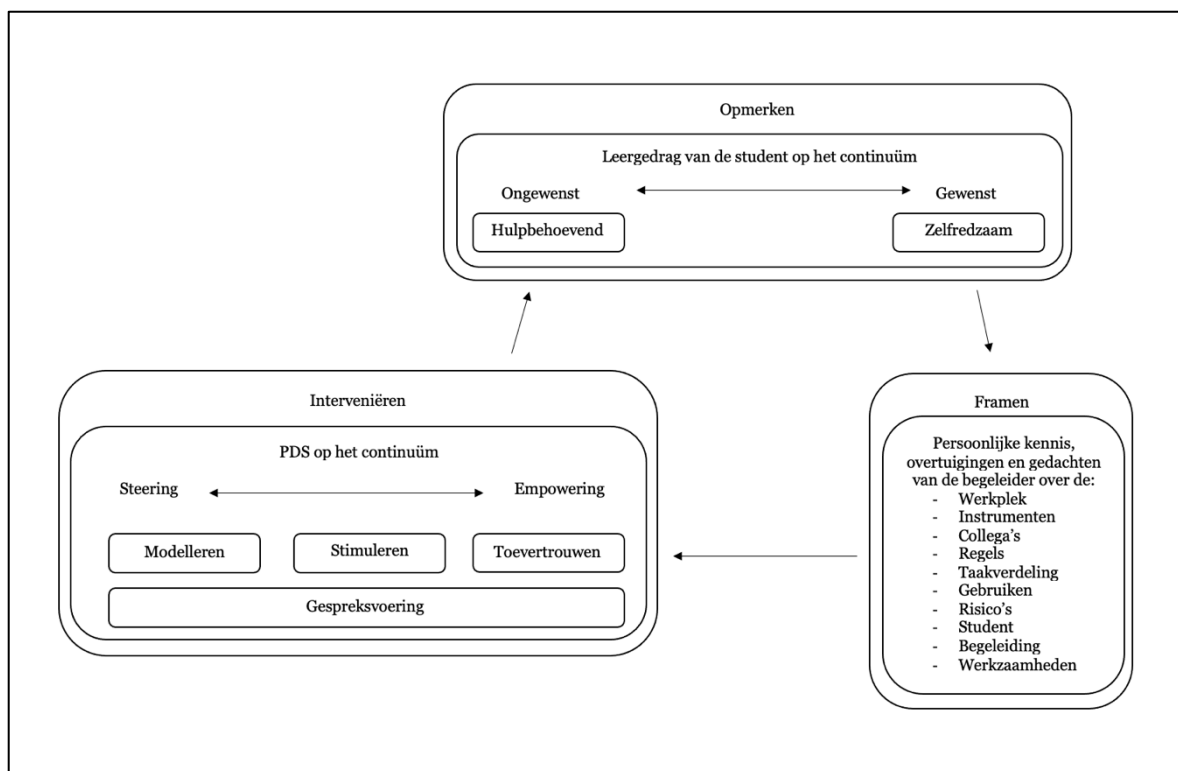 Opmerken
Leergedrag van de student op het continuüm
Ongewenst
Gewenst
Hulpbehoevend
Zelfredzaam
Interveniëren
PDS op het continuüm
Steering
Empowering
Modelleren
Stimuleren
Toevertrouwen
Gespreksvoering
Framen
Persoonlijke kennis,
overtuigingen en gedachten
van de begeleider over de:
- Werkplek
- Instrumenten
- Collega's
- Regels
- Taakverdeling
- Gebruiken
- Risico's
- Student
- Begeleiding
- Werkzaamheden